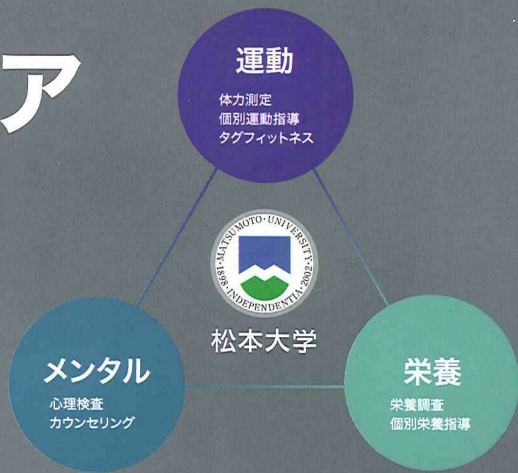 ア
運動
体力測定
個別運動指導
タグフィットネス
MATSUMOTO・UNIVERSITY・2002・INDEPENDENTIA・1898・
松本大学
メンタル
心理検査
カウンセリング
栄養
栄養調査
個別栄養指導